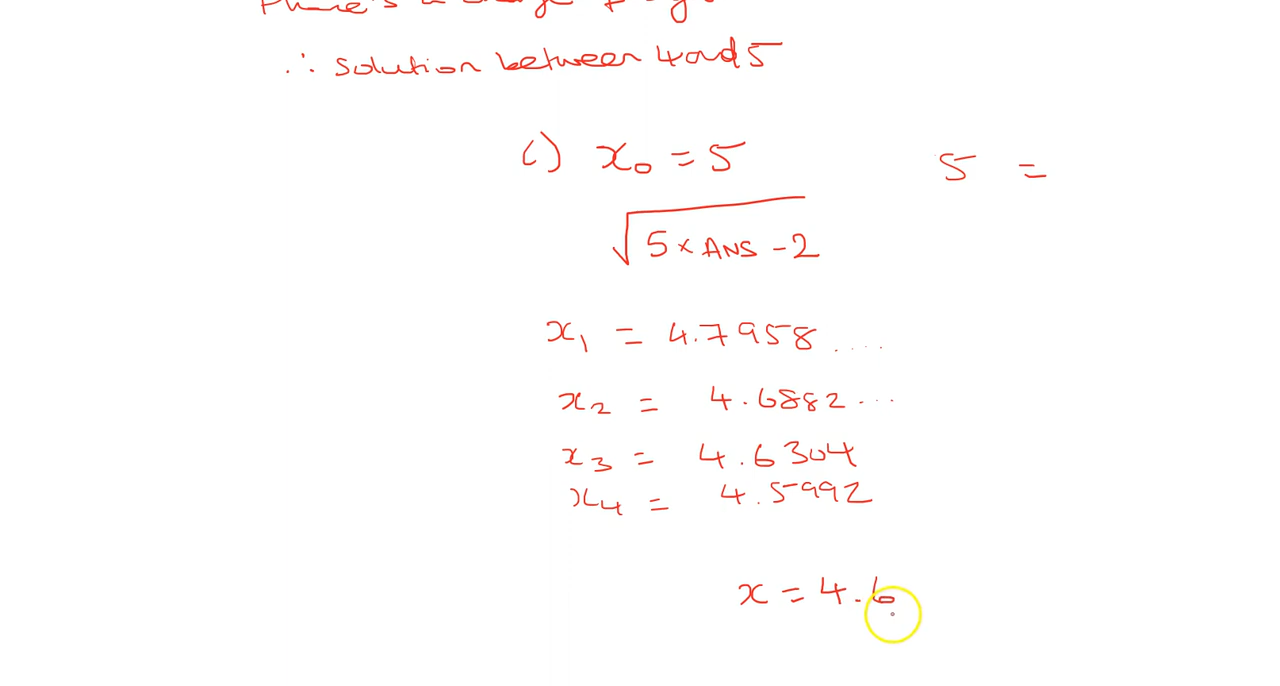 ∴ solution between 4 and 5
c) x₀ = 5
5 =
√(5 × ANS - 2)
x₁ = 4.7958 ....
x₂ = 4.6882 ...
x₃ = 4.6304
x₄ = 4.5992
x = 4.6